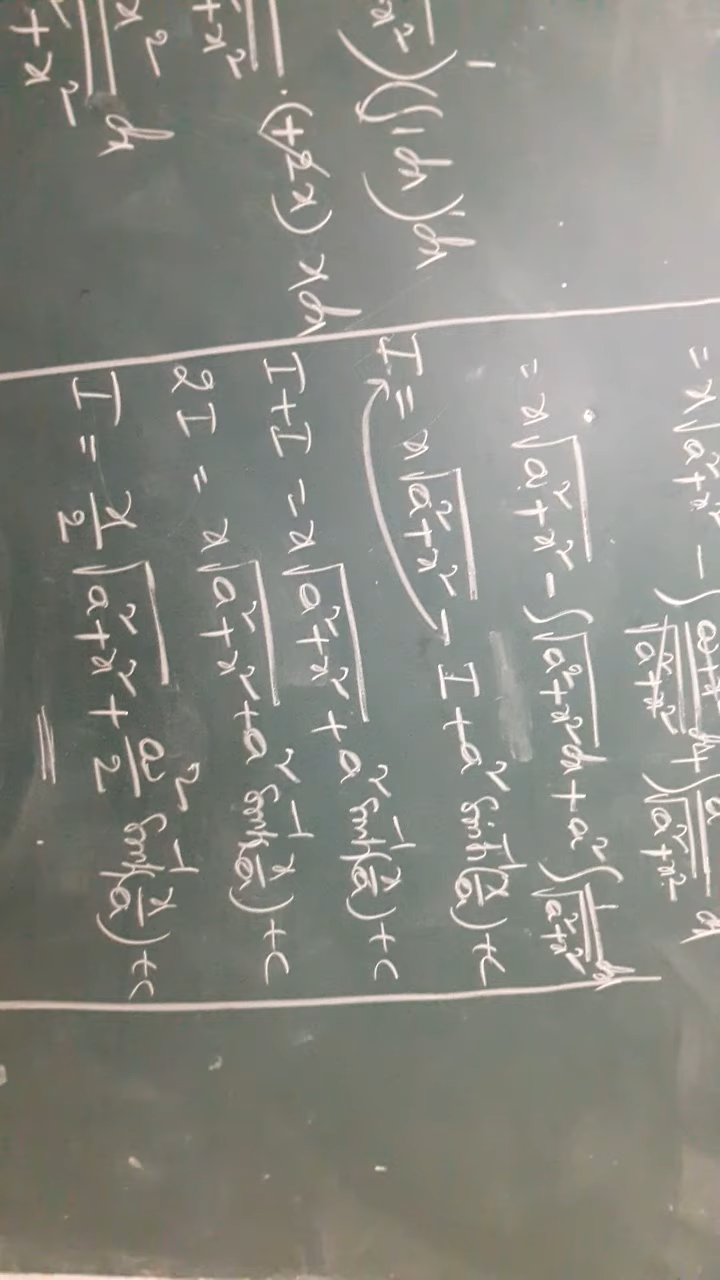 ²) (∫1 dx) dx
· (+2x) x dx
x² dx
+ x²
= x√a²+x² - ∫ a²+x²/√a²+x² dx + ∫ a²/√a²+x² d
= x√a²+x² - ∫√a²+x² dx + a² ∫ 1/√a²+x² dx
I = x√a²+x² - I + a² Sinh⁻¹(x/a) + c
I+I = x√a²+x² + a² Sinh⁻¹(x/a) + c
2I = x√a²+x² + a² Sinh⁻¹(x/a) + c
I = x/2 √a²+x² + a²/2 Sinh⁻¹(x/a) + c